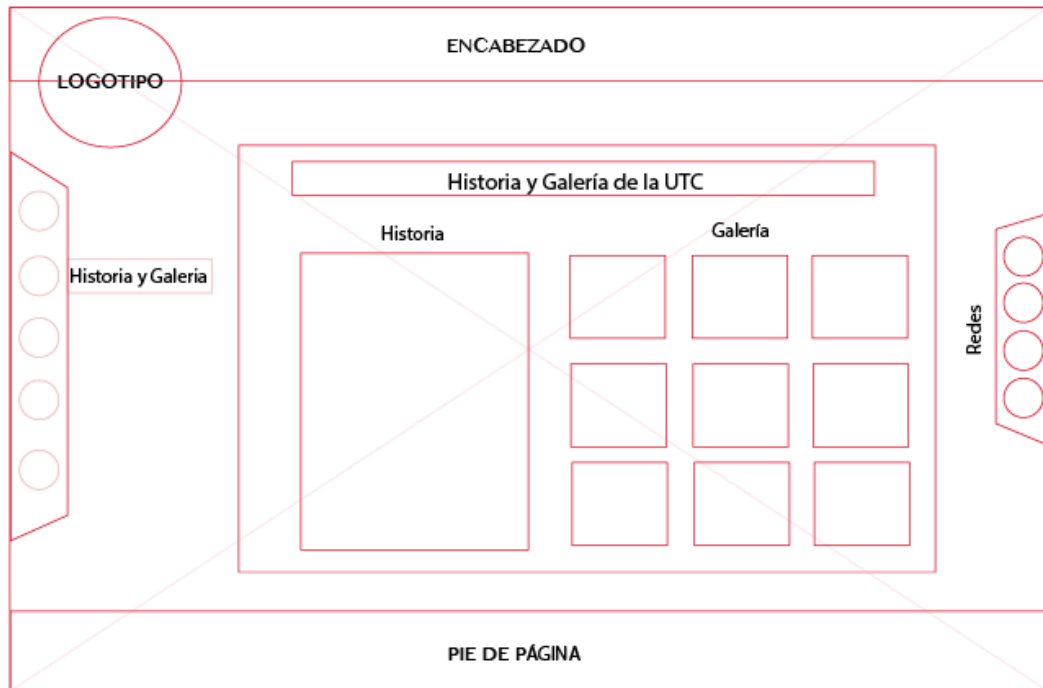 ENCABEZADO
LOGOTIPO
Historia y Galería de la UTC
Historia
Galería
Historia y Galeria
Redes
PIE DE PÁGINA